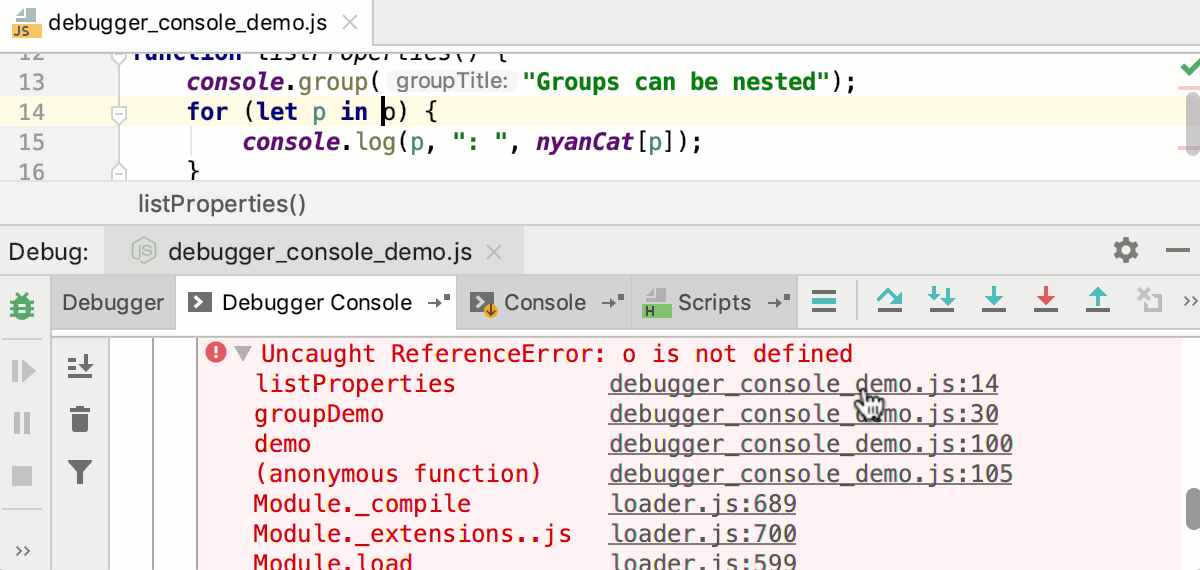 JS debugger_console_demo.js
12 function listProperties() {
13 console.group( groupTitle: "Groups can be nested");
14 for (let p in o) {
15 console.log(p, ": ", nyanCat[p]);
16 }
listProperties()
Debug: JS debugger_console_demo.js
Debugger Debugger Console Console H Scripts
Uncaught ReferenceError: o is not defined
listProperties debugger_console_demo.js:14
groupDemo debugger_console_demo.js:30
demo debugger_console_demo.js:100
(anonymous function) debugger_console_demo.js:105
Module._compile loader.js:689
Module._extensions..js loader.js:700
Module.load loader.js:599